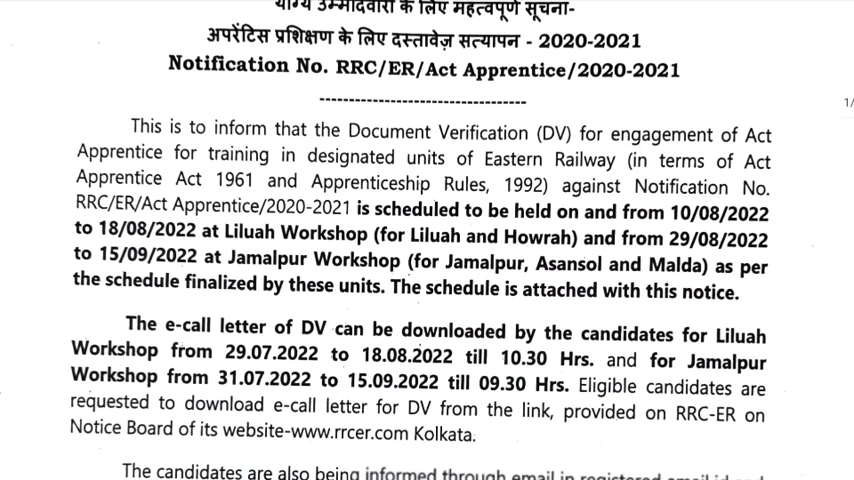 योग्य उम्मीदवारों के लिए महत्वपूर्ण सूचना-
अपरेंटिस प्रशिक्षण के लिए दस्तावेज़ सत्यापन - 2020-2021
Notification No. RRC/ER/Act Apprentice/2020-2021
----------------------------------
1/
This is to inform that the Document Verification (DV) for engagement of Act
Apprentice for training in designated units of Eastern Railway (in terms of Act
Apprentice Act 1961 and Apprenticeship Rules, 1992) against Notification No.
RRC/ER/Act Apprentice/2020-2021 is scheduled to be held on and from 10/08/2022
to 18/08/2022 at Liluah Workshop (for Liluah and Howrah) and from 29/08/2022
to 15/09/2022 at Jamalpur Workshop (for Jamalpur, Asansol and Malda) as per
the schedule finalized by these units. The schedule is attached with this notice.
The e-call letter of DV can be downloaded by the candidates for Liluah
Workshop from 29.07.2022 to 18.08.2022 till 10.30 Hrs. and for Jamalpur
Workshop from 31.07.2022 to 15.09.2022 till 09.30 Hrs. Eligible candidates are
requested to download e-call letter for DV from the link, provided on RRC-ER on
Notice Board of its website-www.rrcer.com Kolkata.
The candidates are also being informed through email in registered email id and